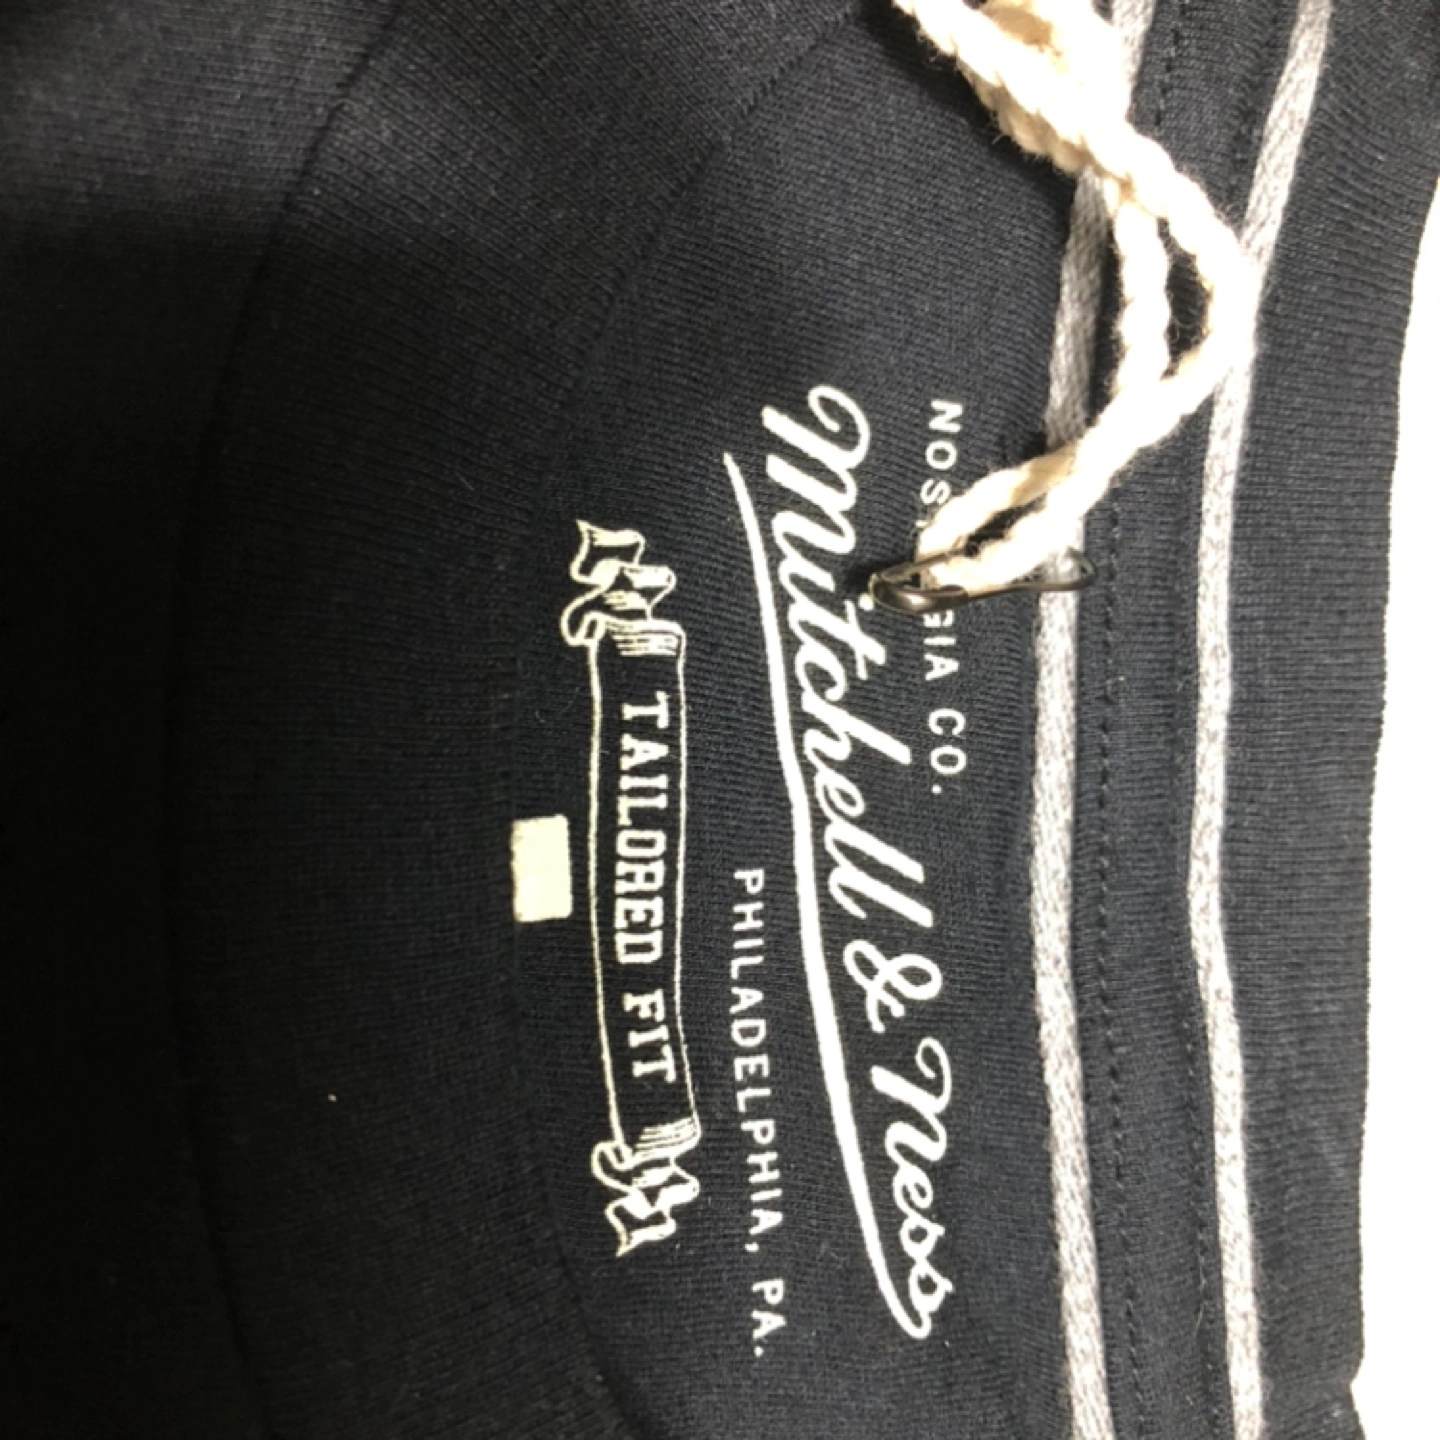 CO.
Mitchell & Ness
PHILADELPHIA, PA.
TAILORED FIT